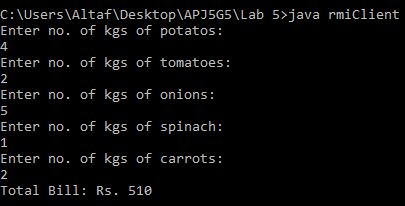 C:\Users\Altaf\Desktop\APJ5G5\Lab 5>java rmiClient
Enter no. of kgs of potatos:
4
Enter no. of kgs of tomatoes:
2
Enter no. of kgs of onions:
5
Enter no. of kgs of spinach:
1
Enter no. of kgs of carrots:
2
Total Bill: Rs. 510